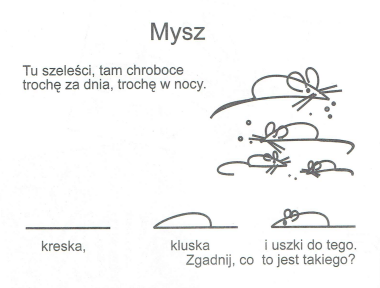 Mysz
Tu szeleści, tam chroboce
trochę za dnia, trochę w nocy.
kreska, kluska i uszki do tego.
Zgadnij, co to jest takiego?